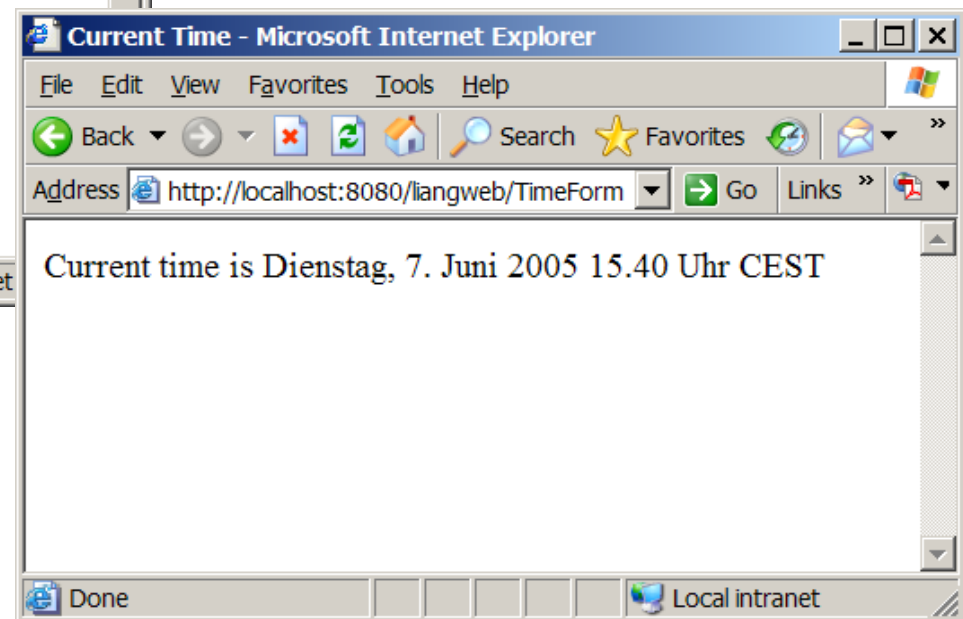 Current Time - Microsoft Internet Explorer
File Edit View Favorites Tools Help
Back Search Favorites »
Address http://localhost:8080/liangweb/TimeForm Go Links »
Current time is Dienstag, 7. Juni 2005 15.40 Uhr CEST
et
Done Local intranet